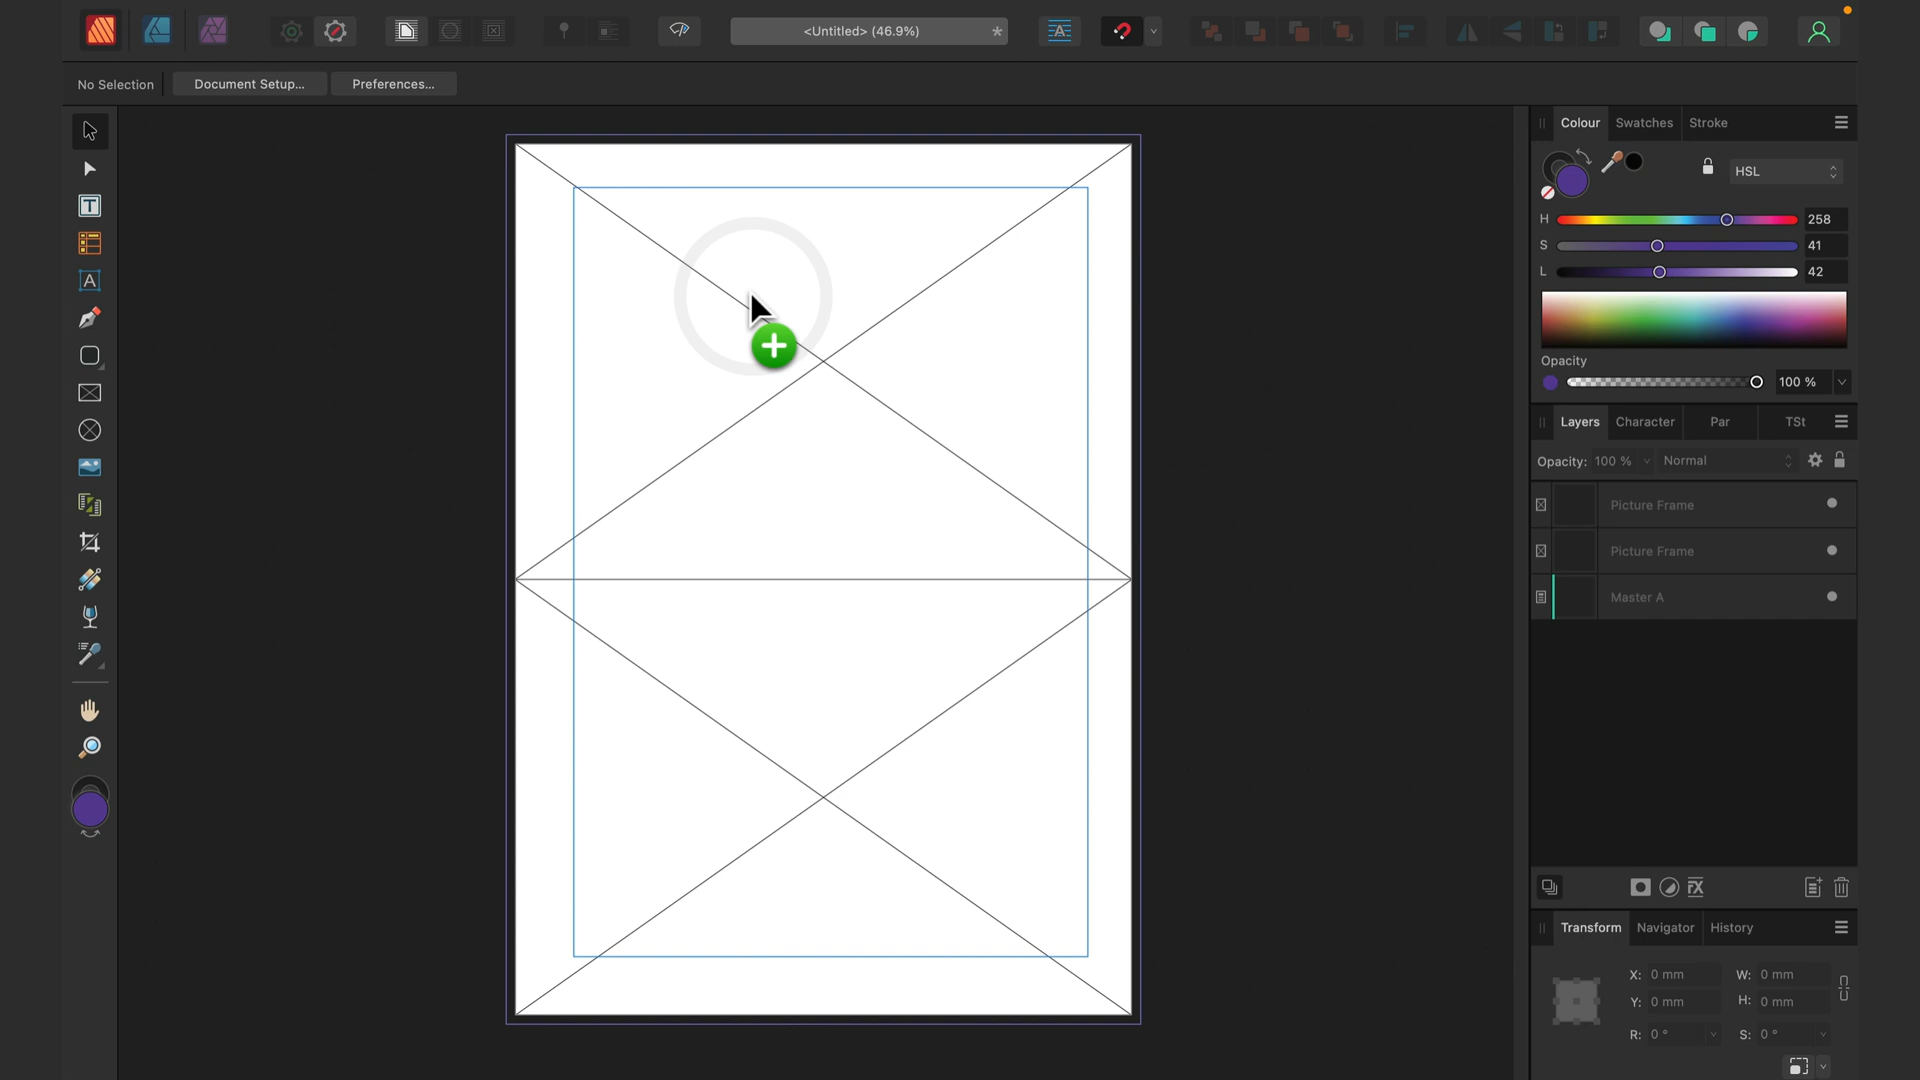 <Untitled> (46.9%)
*
No Selection
Document Setup...
Preferences...
Colour
Swatches
Stroke
HSL
H
258
S
41
L
42
Opacity
100 %
Layers
Character
Par
TSt
Opacity:
100 %
Normal
Picture Frame
Picture Frame
Master A
Transform
Navigator
History
X:
0 mm
W:
0 mm
Y:
0 mm
H:
0 mm
R:
0 °
S:
0 °